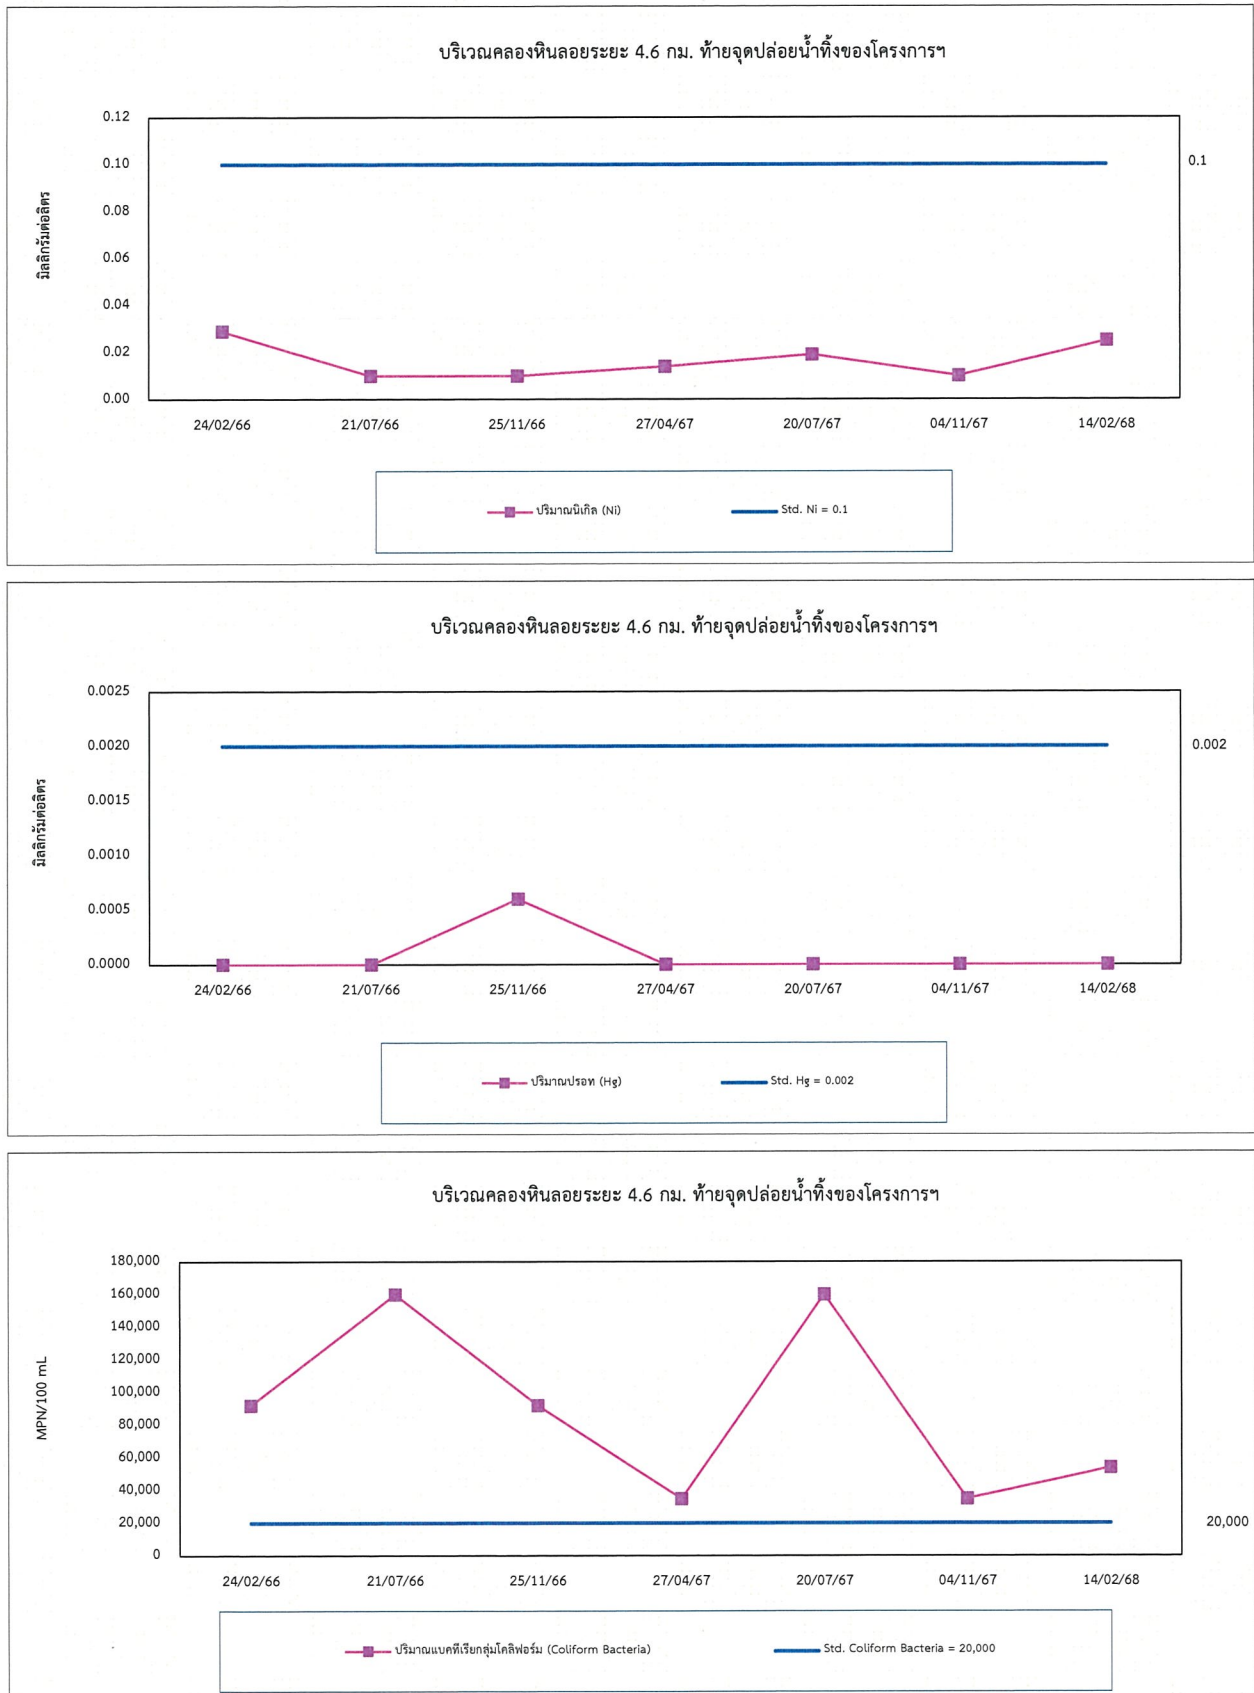 บริเวณคลองหินลอยระยะ 4.6 กม. ท้ายจุดปล่อยน้ำทิ้งของโครงการฯ
มิลลิกรัมต่อลิตร
0.12
0.10
0.08
0.06
0.04
0.02
0.00
0.1
24/02/66 21/07/66 25/11/66 27/04/67 20/07/67 04/11/67 14/02/68
ปริมาณนิเกิล (Ni) Std. Ni = 0.1
บริเวณคลองหินลอยระยะ 4.6 กม. ท้ายจุดปล่อยน้ำทิ้งของโครงการฯ
มิลลิกรัมต่อลิตร
0.0025
0.0020
0.0015
0.0010
0.0005
0.0000
0.002
24/02/66 21/07/66 25/11/66 27/04/67 20/07/67 04/11/67 14/02/68
ปริมาณปรอท (Hg) Std. Hg = 0.002
บริเวณคลองหินลอยระยะ 4.6 กม. ท้ายจุดปล่อยน้ำทิ้งของโครงการฯ
MPN/100 mL
180,000
160,000
140,000
120,000
100,000
80,000
60,000
40,000
20,000
0
20,000
24/02/66 21/07/66 25/11/66 27/04/67 20/07/67 04/11/67 14/02/68
ปริมาณแบคทีเรียกลุ่มโคลิฟอร์ม (Coliform Bacteria) Std. Coliform Bacteria = 20,000